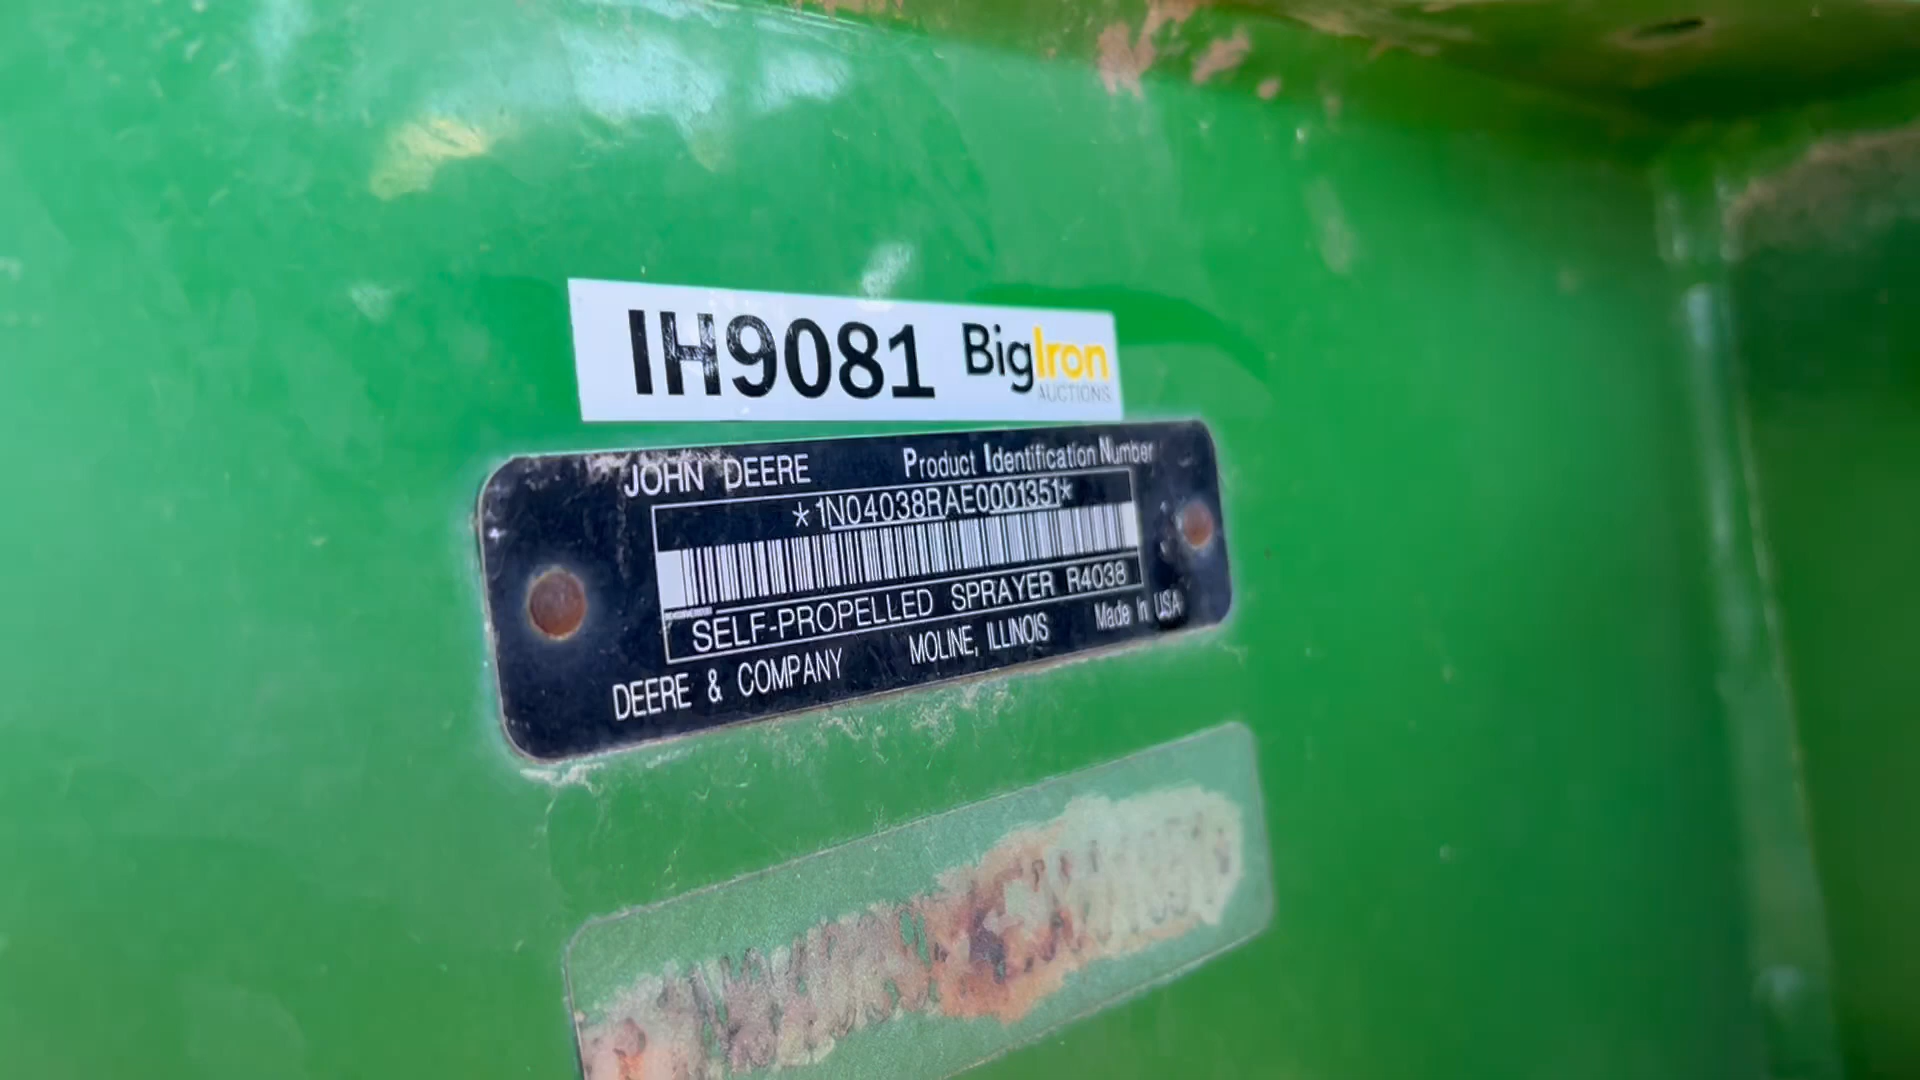 IH9081 BigIron
AUCTIONS
JOHN DEERE Product Identification Number
*1N04038RAE0001351*
SELF-PROPELLED SPRAYER R4038
DEERE & COMPANY MOLINE, ILLINOIS Made In USA